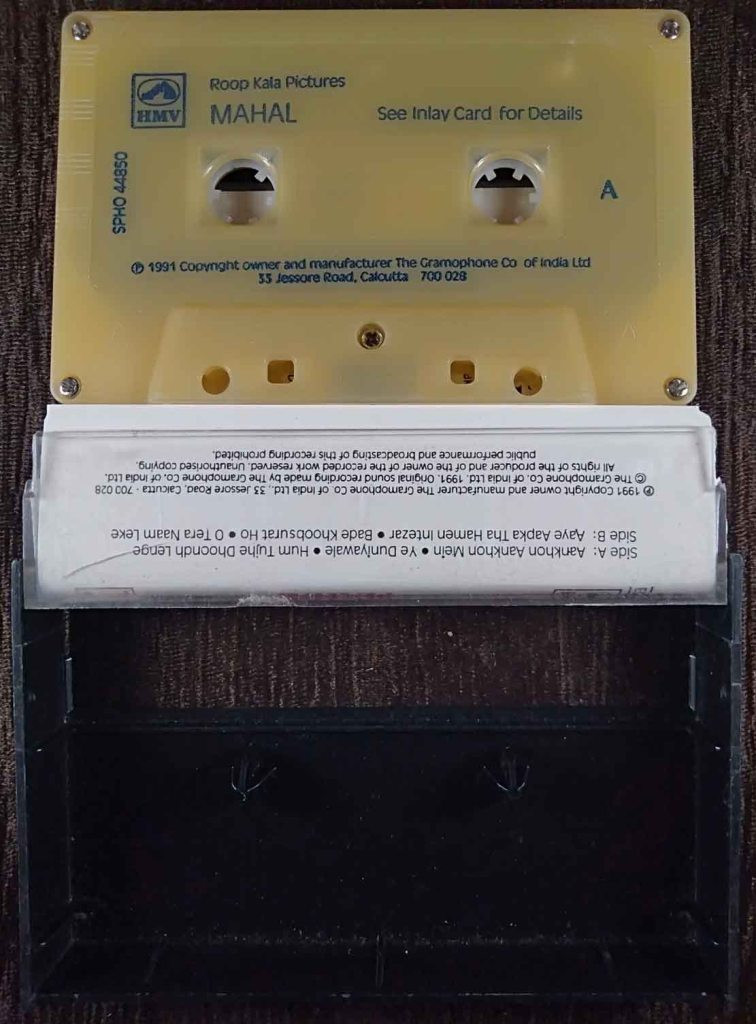 HMV
Roop Kala Pictures
MAHAL
See Inlay Card for Details
SPHO 44850
A
℗ 1991 Copyright owner and manufacturer The Gramophone Co of India Ltd
33 Jessore Road, Calcutta 700 028
Side A: Aankhon Aankhon Mein • Ye Duniyawale • Hum Tujhe Dhoondh Lenge
Side B: Aaye Aapka Tha Hamen Intezar • Bade Khoobsurat Ho • O Tera Naam Leke
℗ 1991 Copyright owner and manufacturer The Gramophone Co. of India Ltd., 33, Jessore Road, Calcutta - 700 028
© The Gramophone Co. of India Ltd. 1991. Original sound recording made by The Gramophone Co. of India Ltd.
All rights of the producer and of the owner of the recorded work reserved. Unauthorised copying,
public performance and broadcasting of this recording prohibited.